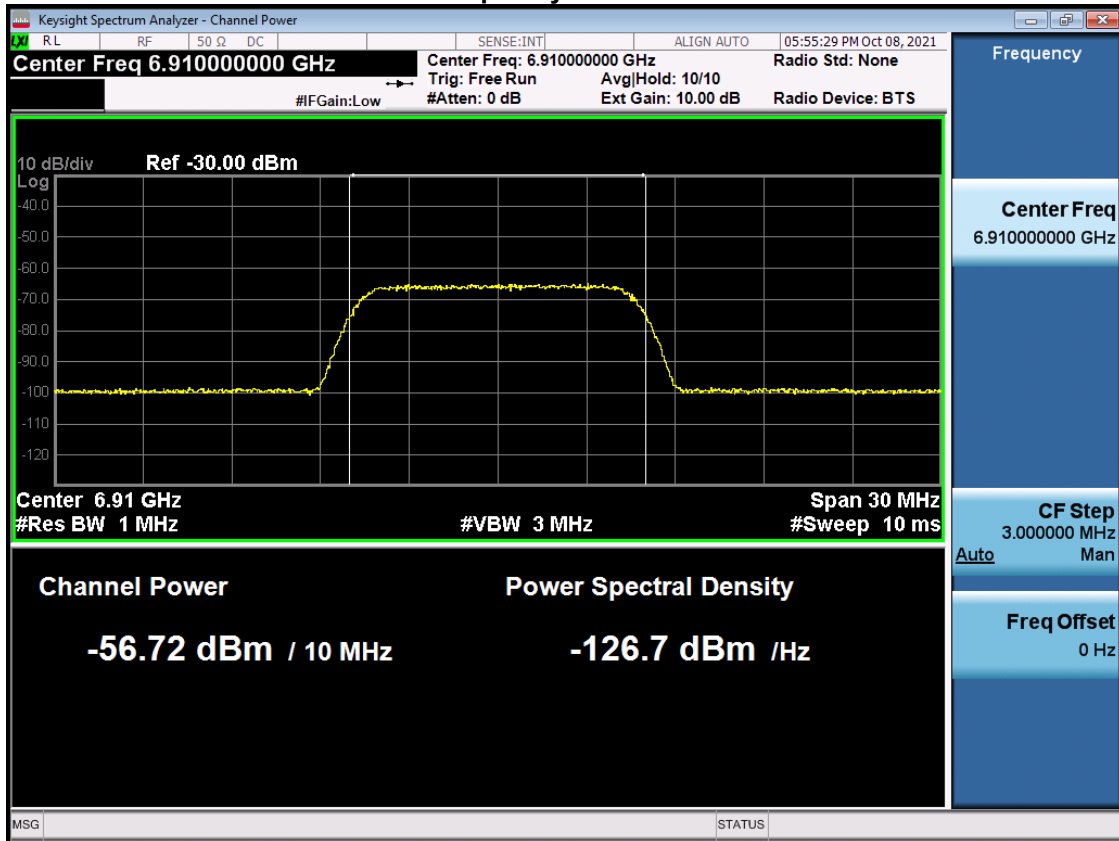 Keysight Spectrum Analyzer - Channel Power
LXI RL RF 50 Ω DC SENSE:INT ALIGN AUTO 05:55:29 PM Oct 08, 2021
Center Freq 6.910000000 GHz
Center Freq: 6.910000000 GHz Radio Std: None
Trig: Free Run Avg|Hold: 10/10
#IFGain:Low #Atten: 0 dB Ext Gain: 10.00 dB Radio Device: BTS
10 dB/div Ref -30.00 dBm
Log
-40.0
-50.0
-60.0
-70.0
-80.0
-90.0
-100
-110
-120
Center 6.91 GHz Span 30 MHz
#Res BW 1 MHz #VBW 3 MHz #Sweep 10 ms
Channel Power Power Spectral Density
-56.72 dBm / 10 MHz -126.7 dBm /Hz
MSG STATUS
Frequency
Center Freq
6.910000000 GHz
CF Step
3.000000 MHz
Auto Man
Freq Offset
0 Hz